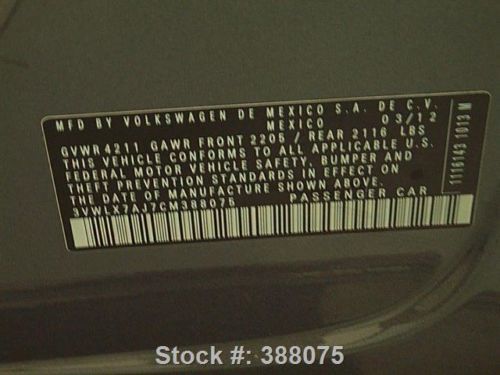 MFD BY VOLKSWAGEN DE MEXICO S.A. DE C.V.
MEXICO 03/12
GVWR 4211 GAWR FRONT 2205 / REAR 2116 LBS
THIS VEHICLE CONFORMS TO ALL APPLICABLE U.S.
FEDERAL MOTOR VEHICLE SAFETY, BUMPER AND
THEFT PREVENTION STANDARDS IN EFFECT ON
THE DATE OF MANUFACTURE SHOWN ABOVE.
3VWLX7AJ7CM388075 PASSENGER CAR
1116143 1013 M
Stock #: 388075